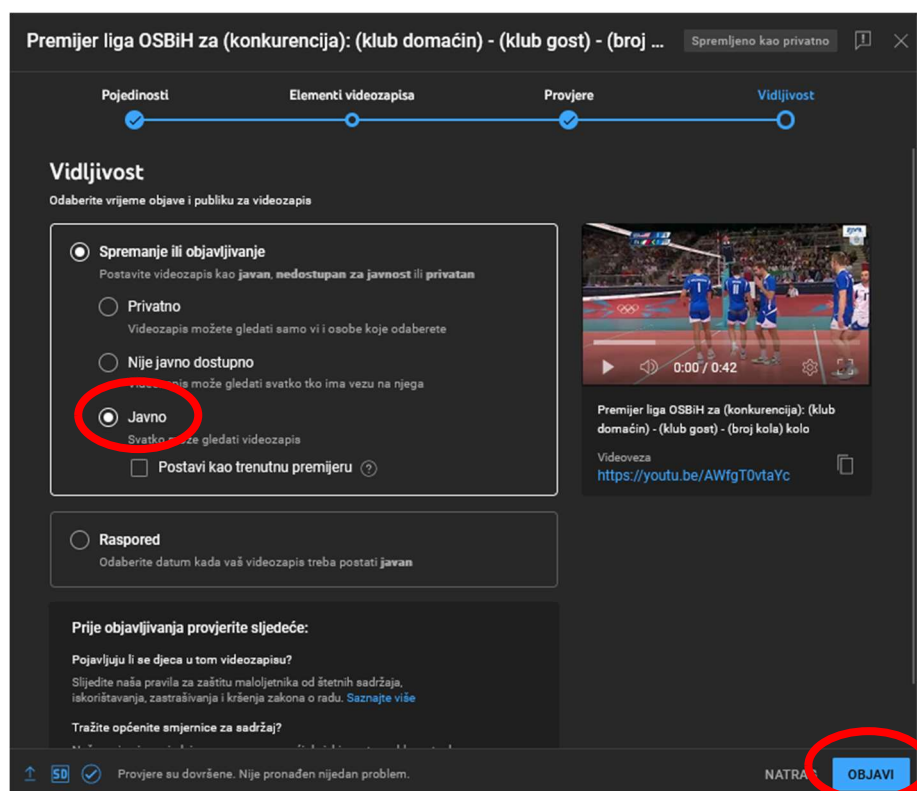 Premijer liga OSBiH za (konkurencija): (klub domaćin) - (klub gost) - (broj ...
Spremljeno kao privatno
Pojedinosti
Elementi videozapisa
Provjere
Vidljivost
Vidljivost
Odaberite vrijeme objave i publiku za videozapis
Spremanje ili objavljivanje
Postavite videozapis kao javan, nedostupan za javnost ili privatan
Privatno
Videozapis možete gledati samo vi i osobe koje odaberete
Nije javno dostupno
Videozapis može gledati svatko tko ima vezu na njega
Javno
Svatko može gledati videozapis
Postavi kao trenutnu premijeru
Raspored
Odaberite datum kada vaš videozapis treba postati javan
Prije objavljivanja provjerite sljedeće:
Pojavljuju li se djeca u tom videozapisu?
Slijedite naša pravila za zaštitu maloljetnika od štetnih sadržaja,
iskorištavanja, zastrašivanja i kršenja zakona o radu. Saznajte više
Tražite općenite smjernice za sadržaj?
0:00 / 0:42
Premijer liga OSBiH za (konkurencija): (klub
domaćin) - (klub gost) - (broj kola) kolo
Videoveza
https://youtu.be/AWfgT0vtaYc
SD
Provjere su dovršene. Nije pronađen nijedan problem.
NATRAG
OBJAVI